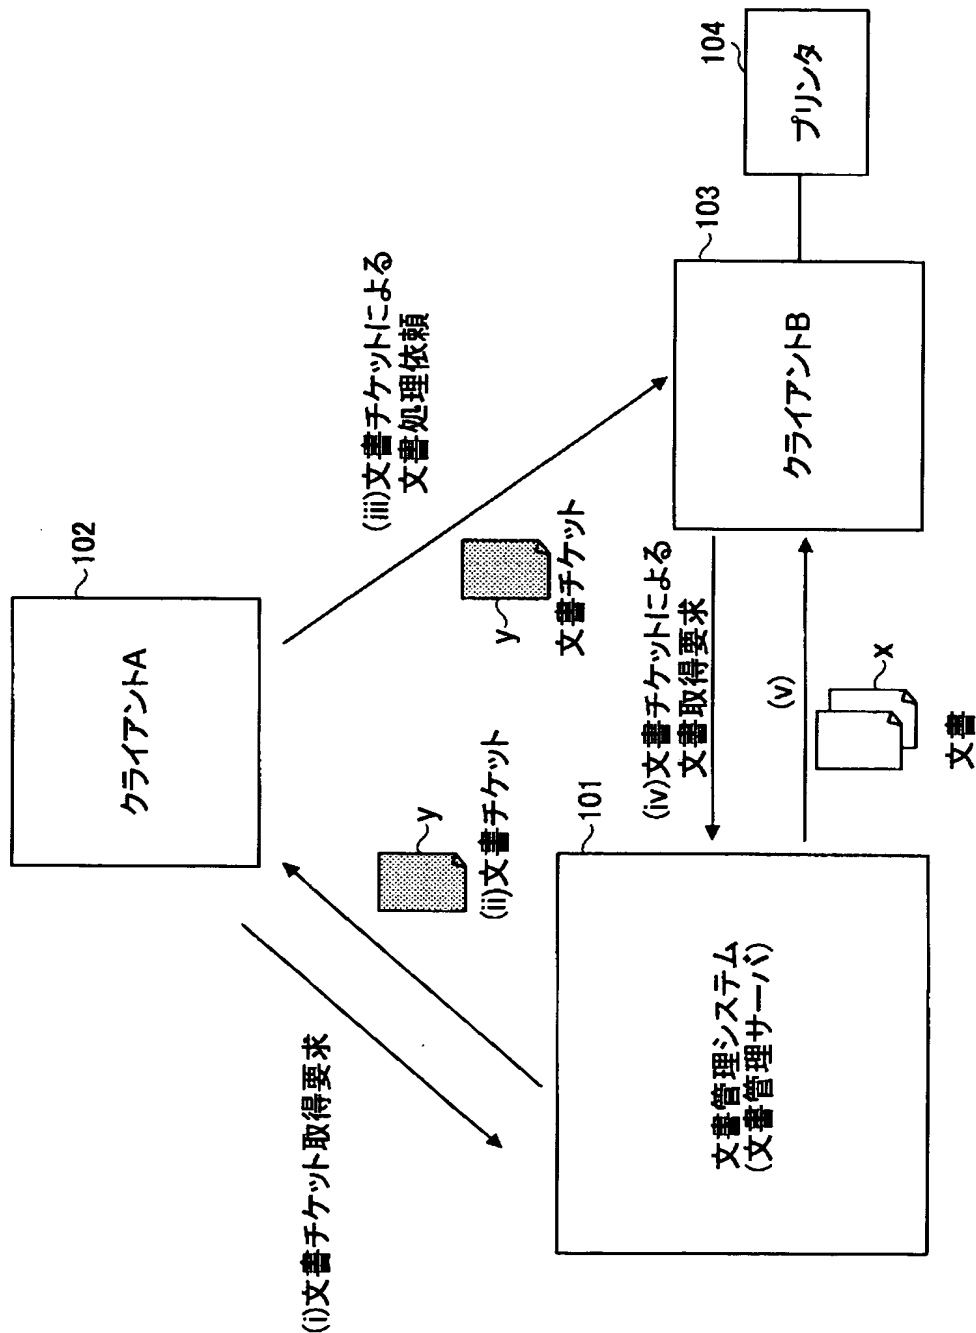 クライアントA
102
(i)文書チケット取得要求
y
(ii)文書チケット
(iii)文書チケットによる
文書処理依頼
y
文書チケット
101
文書管理システム
(文書管理サーバ)
(iv)文書チケットによる
文書取得要求
(v)
x
文書
クライアントB
103
プリンタ
104